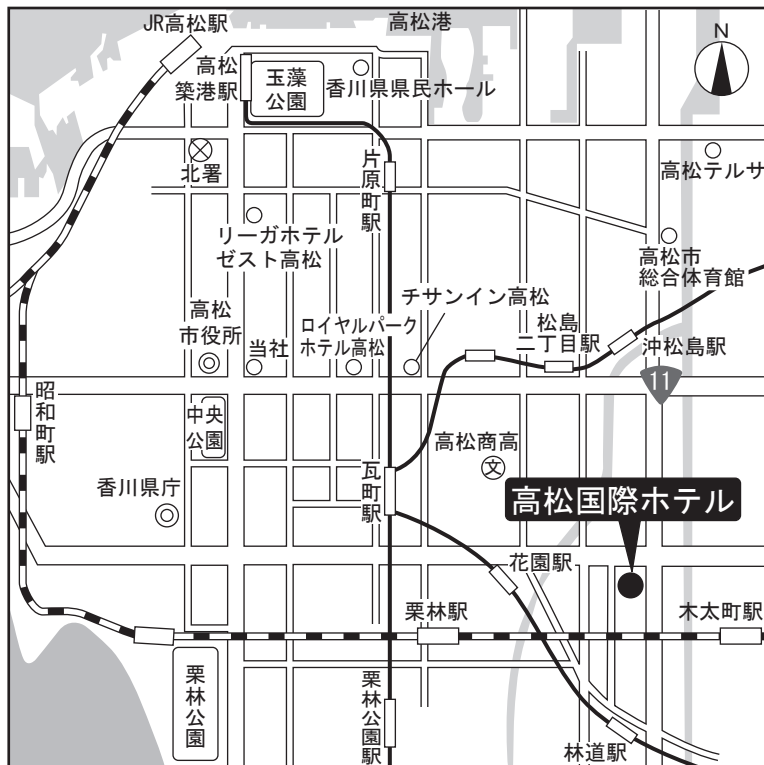 JR高松駅
高松港
N
高松
築港駅
玉藻
公園
香川県県民ホール
北署
片原町駅
高松テルサ
リーガホテル
ゼスト高松
高松市
総合体育館
チサンイン高松
高松
市役所
当社
ロイヤルパーク
ホテル高松
松島
二丁目駅
沖松島駅
11
昭和町駅
中央
公園
高松商高
文
香川県庁
瓦町駅
高松国際ホテル
花園駅
栗林駅
木太町駅
栗林公園
栗林公園駅
林道駅